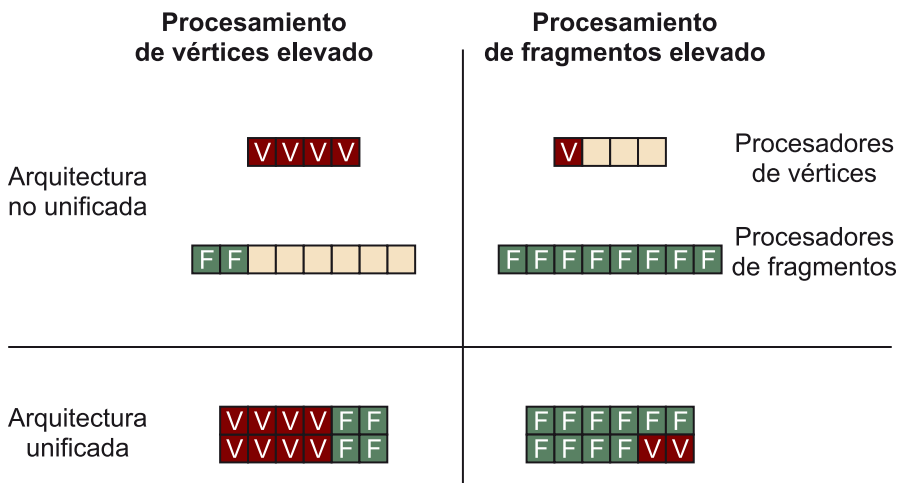 Procesamiento
de vértices elevado
Procesamiento
de fragmentos elevado
Arquitectura
no unificada
V V V V
V
Procesadores
de vértices
F F
F F F F F F F F
Procesadores
de fragmentos
Arquitectura
unificada
V V V V F F
V V V V F F
F F F F F F
F F F F V V